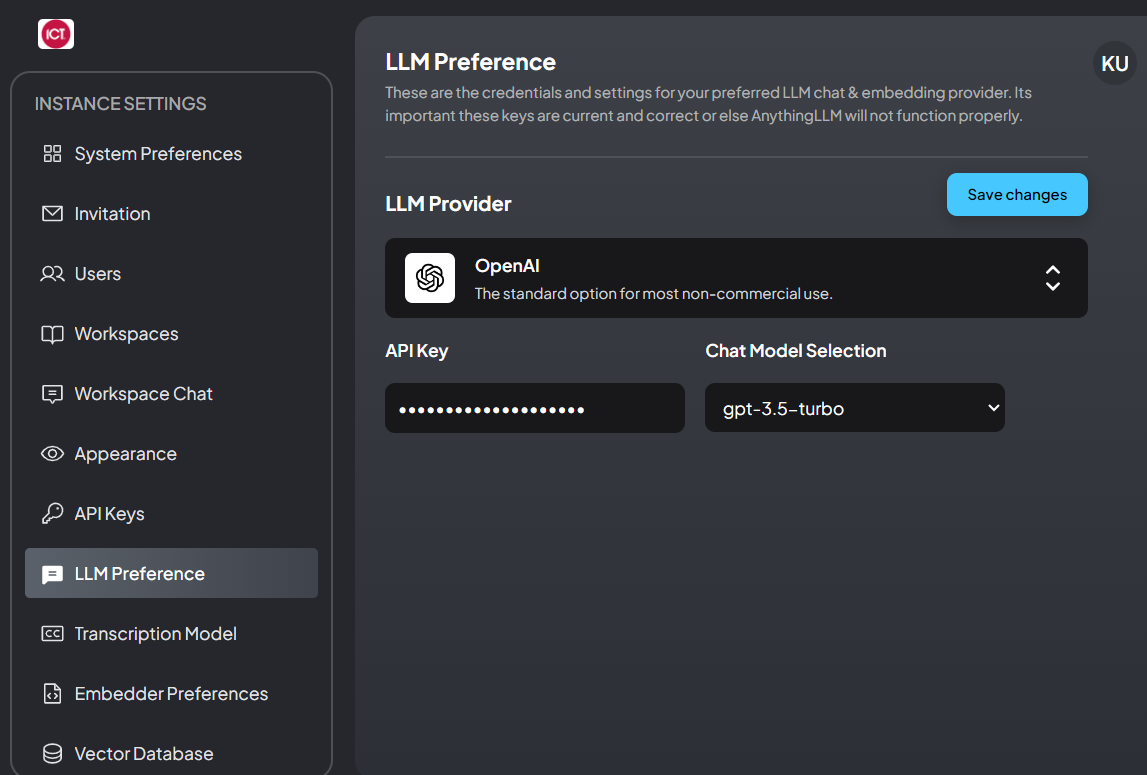 ICT
INSTANCE SETTINGS
System Preferences
Invitation
Users
Workspaces
Workspace Chat
Appearance
API Keys
LLM Preference
Transcription Model
Embedder Preferences
Vector Database
LLM Preference
These are the credentials and settings for your preferred LLM chat & embedding provider. Its
important these keys are current and correct or else AnythingLLM will not function properly.
KU
LLM Provider
Save changes
OpenAI
The standard option for most non-commercial use.
API Key
••••••••••••••••••••
Chat Model Selection
gpt-3.5-turbo